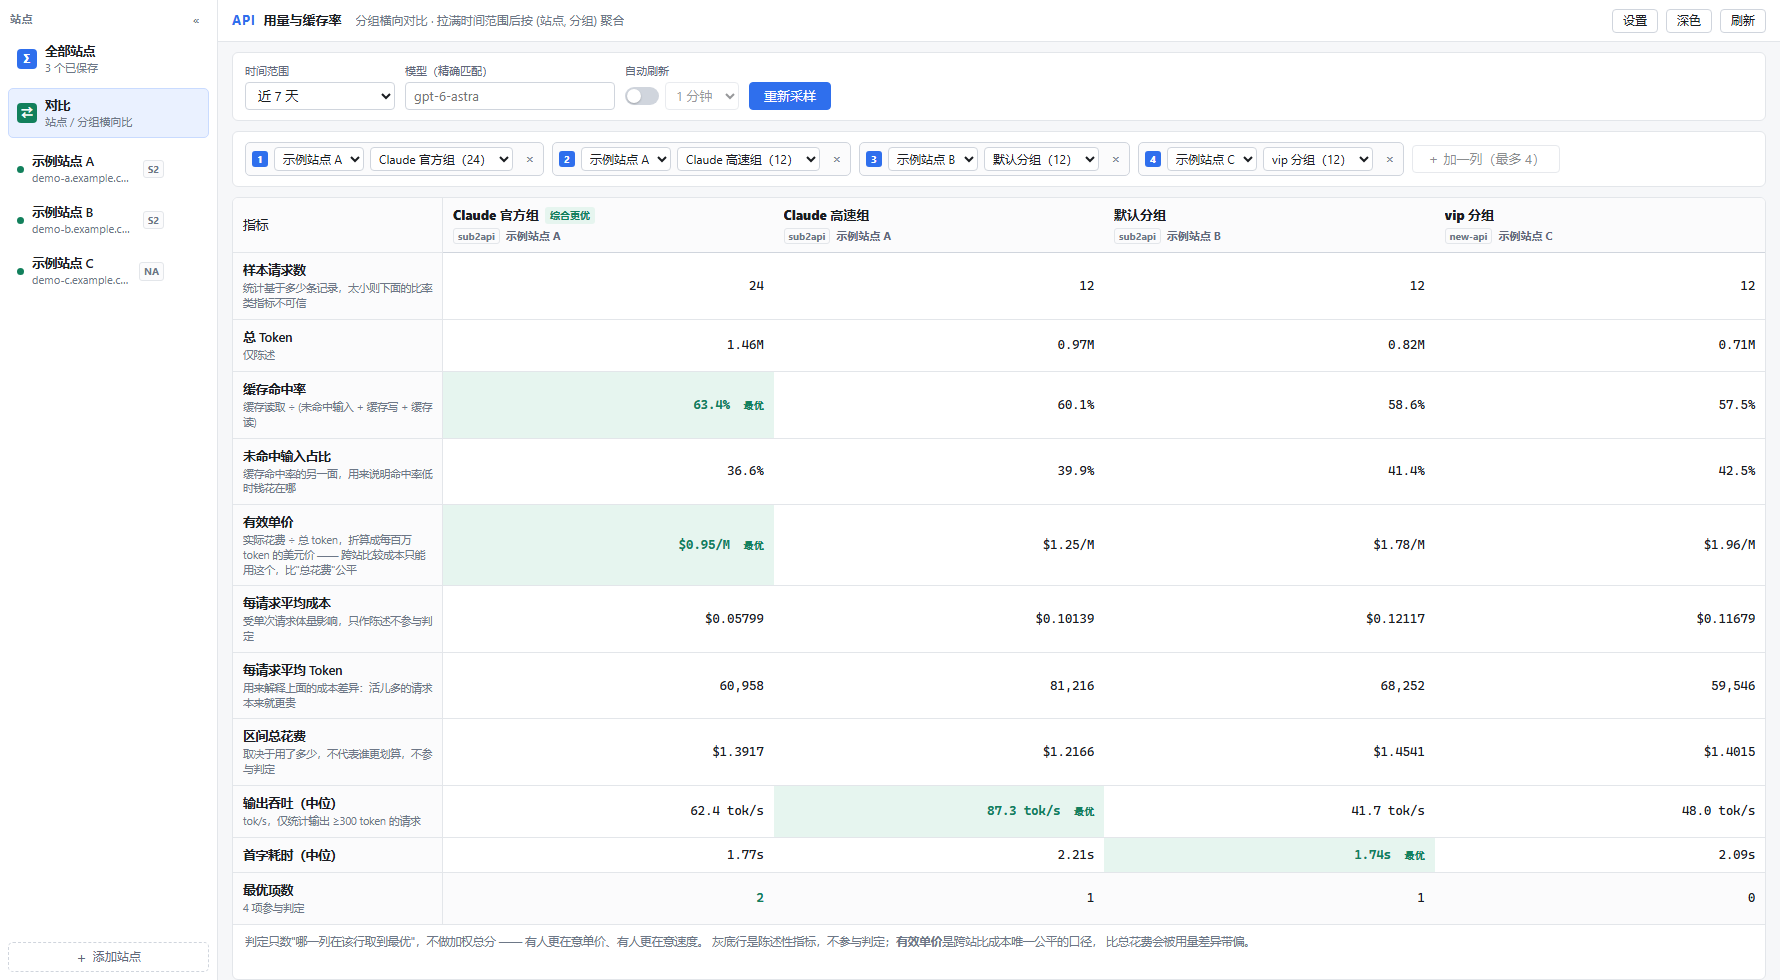 站点
«
Σ
全部站点
3 个已保存
对比
站点 / 分组横向比
示例站点 A
demo-a.example.c...
S2
示例站点 B
demo-b.example.c...
S2
示例站点 C
demo-c.example.c...
NA
+ 添加站点
API 用量与缓存率 分组横向对比 · 拉满时间范围后按 (站点, 分组) 聚合
设置 深色 刷新
时间范围 模型（精确匹配） 自动刷新
近 7 天 gpt-6-astra 1 分钟 重新采样
1 示例站点 A Claude 官方组（24） × 2 示例站点 A Claude 高速组（12） × 3 示例站点 B 默认分组（12） × 4 示例站点 C vip 分组（12） × + 加一列（最多 4）
指标
Claude 官方组 综合更优
sub2api 示例站点 A
Claude 高速组
sub2api 示例站点 A
默认分组
sub2api 示例站点 B
vip 分组
new-api 示例站点 C
样本请求数
统计基于多少条记录，太小则下面的比率
类指标不可信
24 12 12 12
总 Token
仅陈述
1.46M 0.97M 0.82M 0.71M
缓存命中率
缓存读取 ÷ (未命中输入 + 缓存写 + 缓存
读)
63.4% 最优 60.1% 58.6% 57.5%
未命中输入占比
缓存命中率的另一面，用来说明命中率低
时钱花在哪
36.6% 39.9% 41.4% 42.5%
有效单价
实际花费 ÷ 总 token，折算成每百万
token 的美元价 —— 跨站比较成本只能
用这个，比"总花费"公平
$0.95/M 最优 $1.25/M $1.78/M $1.96/M
每请求平均成本
受单次请求体量影响，只作陈述不参与判
定
$0.05799 $0.10139 $0.12117 $0.11679
每请求平均 Token
用来解释上面的成本差异：活儿多的请求
本来就更贵
60,958 81,216 68,252 59,546
区间总花费
取决于用了多少，不代表谁更划算，不参
与判定
$1.3917 $1.2166 $1.4541 $1.4015
输出吞吐（中位）
tok/s，仅统计输出 ≥300 token 的请求
62.4 tok/s 87.3 tok/s 最优 41.7 tok/s 48.0 tok/s
首字耗时（中位）
1.77s 2.21s 1.74s 最优 2.09s
最优项数
4 项参与判定
2 1 1 0
判定只数"哪一列在该行取到最优"，不做加权总分 —— 有人更在意单价、有人更在意速度。 灰底行是陈述性指标，不参与判定；有效单价是跨站比成本唯一公平的口径， 比总花费会被用量差异带偏。